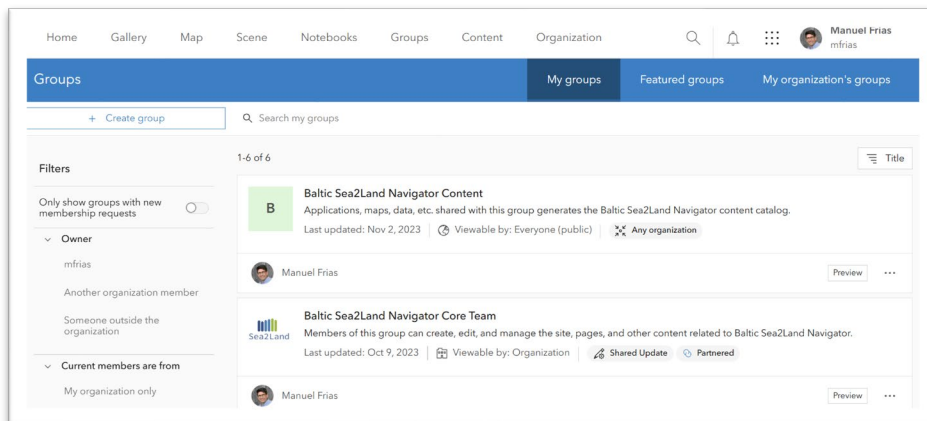 Home Gallery Map Scene Notebooks Groups Content Organization Manuel Frias
mfrias
Groups My groups Featured groups My organization's groups
+ Create group Search my groups
1-6 of 6 Title
Filters
Only show groups with new
membership requests
Owner
mfrias
Another organization member
Someone outside the
organization
Current members are from
My organization only
B
Baltic Sea2Land Navigator Content
Applications, maps, data, etc. shared with this group generates the Baltic Sea2Land Navigator content catalog.
Last updated: Nov 2, 2023 Viewable by: Everyone (public) Any organization
Manuel Frias Preview ...
Sea2Land
Baltic Sea2Land Navigator Core Team
Members of this group can create, edit, and manage the site, pages, and other content related to Baltic Sea2Land Navigator.
Last updated: Oct 9, 2023 Viewable by: Organization Shared Update Partnered
Manuel Frias Preview ...